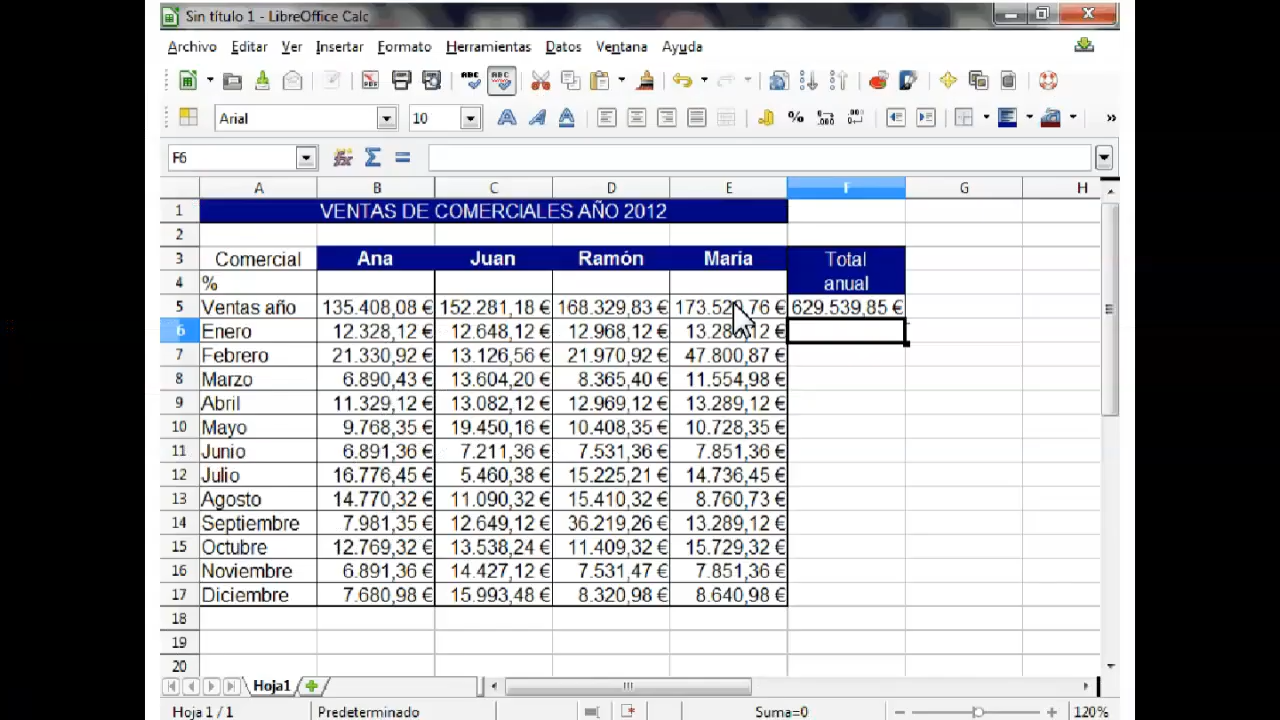 Sin título 1 - LibreOffice Calc
Archivo Editar Ver Insertar Formato Herramientas Datos Ventana Ayuda
Arial 10
F6
A B C D E F G H
1 VENTAS DE COMERCIALES AÑO 2012
2
3 Comercial Ana Juan Ramón Maria Total
4 % anual
5 Ventas año 135.408,08 € 152.281,18 € 168.329,83 € 629.539,85 €
6 Enero 12.328,12 € 12.648,12 € 12.968,12 €
7 Febrero 21.330,92 € 13.126,56 € 21.970,92 € 47.800,87 €
8 Marzo 6.890,43 € 13.604,20 € 8.365,40 € 11.554,98 €
9 Abril 11.329,12 € 13.082,12 € 12.969,12 € 13.289,12 €
10 Mayo 9.768,35 € 19.450,16 € 10.408,35 € 10.728,35 €
11 Junio 6.891,36 € 7.211,36 € 7.531,36 € 7.851,36 €
12 Julio 16.776,45 € 5.460,38 € 15.225,21 € 14.736,45 €
13 Agosto 14.770,32 € 11.090,32 € 15.410,32 € 8.760,73 €
14 Septiembre 7.981,35 € 12.649,12 € 36.219,26 € 13.289,12 €
15 Octubre 12.769,32 € 13.538,24 € 11.409,32 € 15.729,32 €
16 Noviembre 6.891,36 € 14.427,12 € 7.531,47 € 7.851,36 €
17 Diciembre 7.680,98 € 15.993,48 € 8.320,98 € 8.640,98 €
18
19
20
Hoja1
Hoja 1 / 1 Predeterminado Suma=0 120%